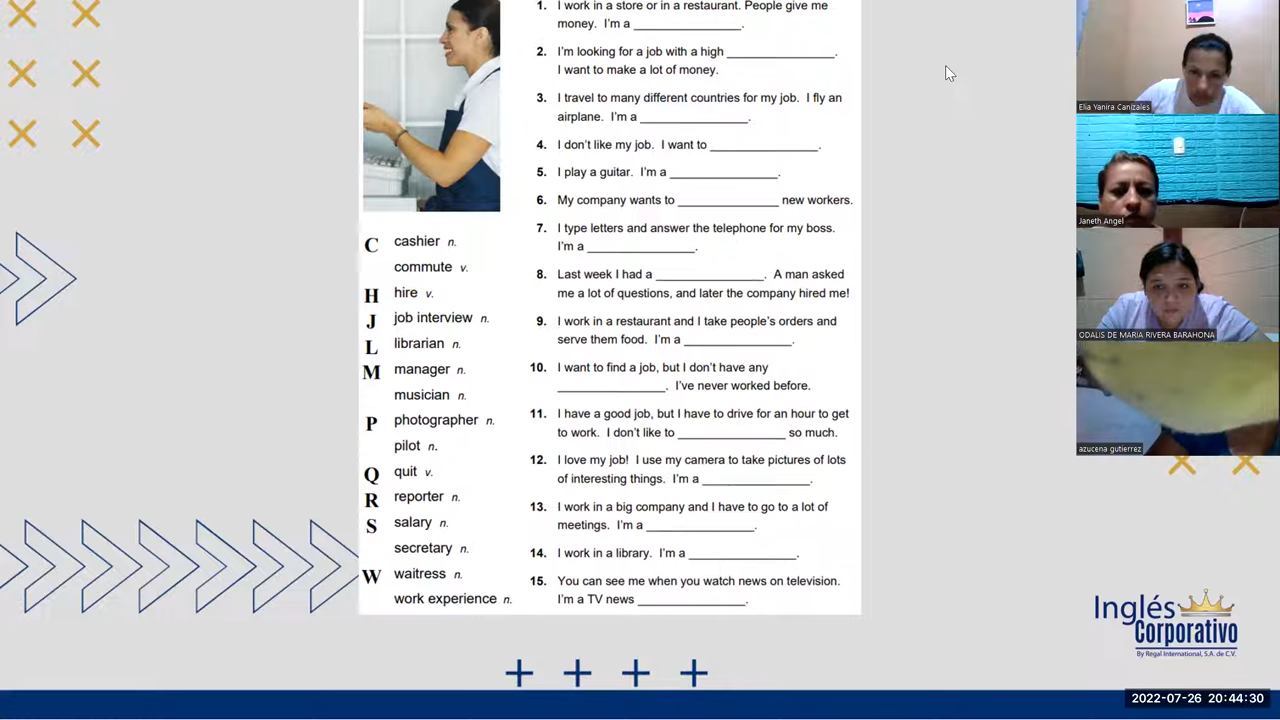 1. I work in a store or in a restaurant. People give me
money. I'm a ________________.
2. I'm looking for a job with a high ________________.
I want to make a lot of money.
3. I travel to many different countries for my job. I fly an
airplane. I'm a ________________.
4. I don't like my job. I want to ________________.
5. I play a guitar. I'm a ________________.
6. My company wants to _______________ new workers.
7. I type letters and answer the telephone for my boss.
I'm a ________________.
8. Last week I had a ________________. A man asked
me a lot of questions, and later the company hired me!
9. I work in a restaurant and I take people's orders and
serve them food. I'm a ________________.
10. I want to find a job, but I don't have any
________________. I've never worked before.
11. I have a good job, but I have to drive for an hour to get
to work. I don't like to ________________ so much.
12. I love my job! I use my camera to take pictures of lots
of interesting things. I'm a ________________.
13. I work in a big company and I have to go to a lot of
meetings. I'm a ________________.
14. I work in a library. I'm a ________________.
15. You can see me when you watch news on television.
I'm a TV news ________________.
C cashier n.
commute v.
H hire v.
J job interview n.
L librarian n.
M manager n.
musician n.
P photographer n.
pilot n.
Q quit v.
R reporter n.
S salary n.
secretary n.
W waitress n.
work experience n.
Elia Yanira Canizales
Janeth Angel
ODALIS DE MARIA RIVERA BARAHONA
azucena gutierrez
Inglés
Corporativo
By Regal International, S.A. de C.V.
2022-07-26 20:44:30